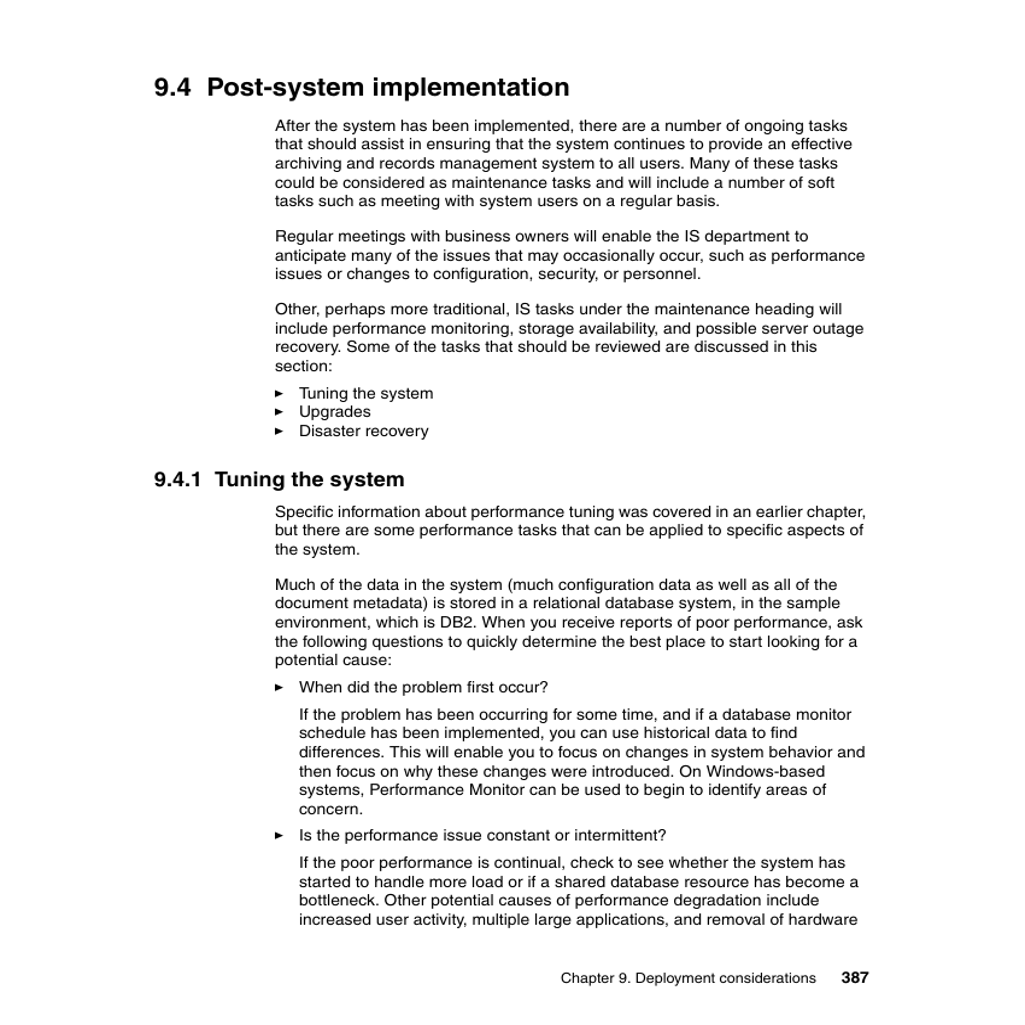 9.4 Post-system implementation
After the system has been implemented, there are a number of ongoing tasks
that should assist in ensuring that the system continues to provide an effective
archiving and records management system to all users. Many of these tasks
could be considered as maintenance tasks and will include a number of soft
tasks such as meeting with system users on a regular basis.
Regular meetings with business owners will enable the IS department to
anticipate many of the issues that may occasionally occur, such as performance
issues or changes to configuration, security, or personnel.
Other, perhaps more traditional, IS tasks under the maintenance heading will
include performance monitoring, storage availability, and possible server outage
recovery. Some of the tasks that should be reviewed are discussed in this
section:
► Tuning the system
► Upgrades
► Disaster recovery
9.4.1 Tuning the system
Specific information about performance tuning was covered in an earlier chapter,
but there are some performance tasks that can be applied to specific aspects of
the system.
Much of the data in the system (much configuration data as well as all of the
document metadata) is stored in a relational database system, in the sample
environment, which is DB2. When you receive reports of poor performance, ask
the following questions to quickly determine the best place to start looking for a
potential cause:
► When did the problem first occur?
If the problem has been occurring for some time, and if a database monitor
schedule has been implemented, you can use historical data to find
differences. This will enable you to focus on changes in system behavior and
then focus on why these changes were introduced. On Windows-based
systems, Performance Monitor can be used to begin to identify areas of
concern.
► Is the performance issue constant or intermittent?
If the poor performance is continual, check to see whether the system has
started to handle more load or if a shared database resource has become a
bottleneck. Other potential causes of performance degradation include
increased user activity, multiple large applications, and removal of hardware
Chapter 9. Deployment considerations 387